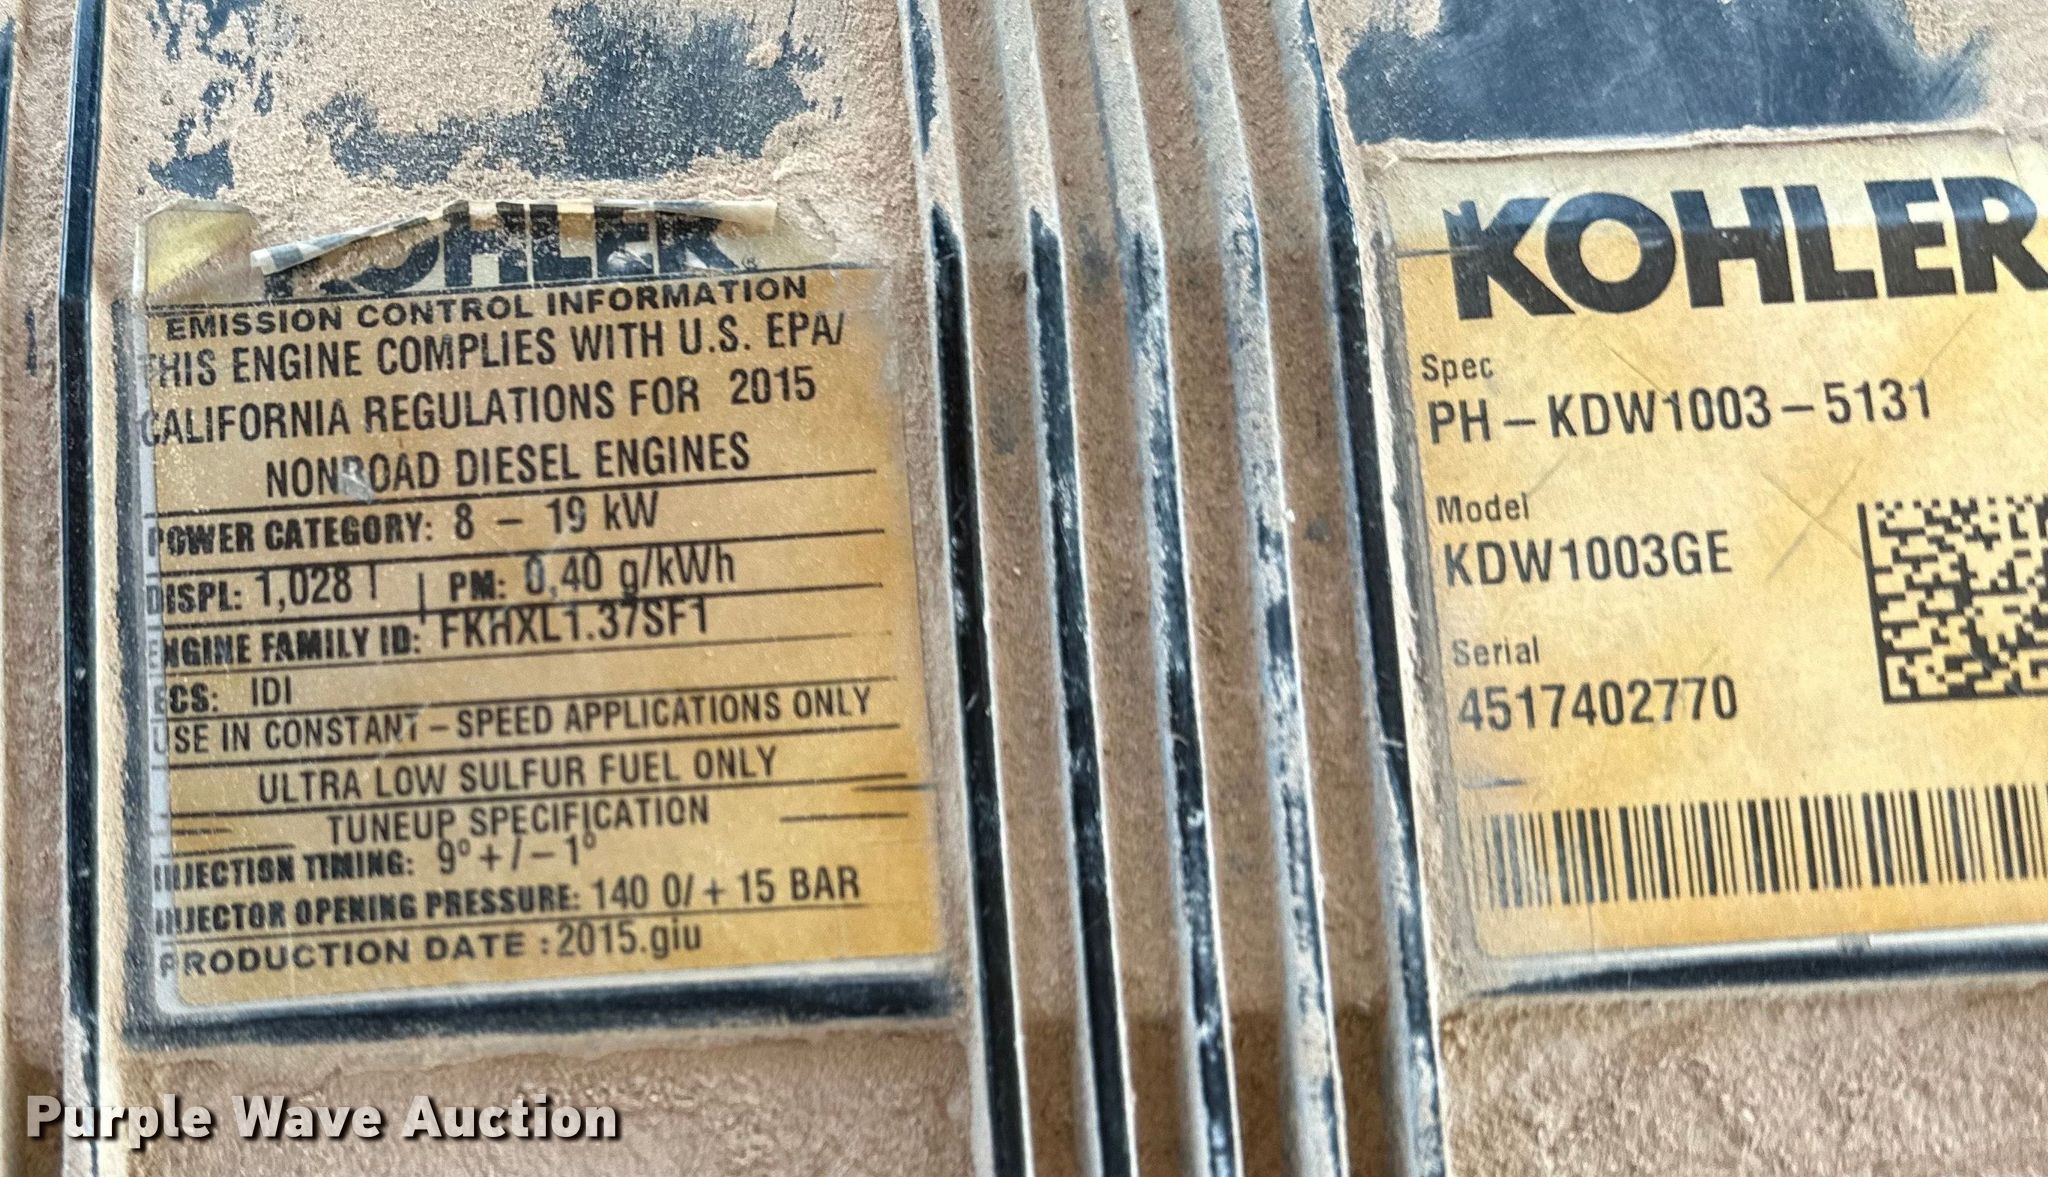 KOHLER®
EMISSION CONTROL INFORMATION
THIS ENGINE COMPLIES WITH U.S. EPA/
CALIFORNIA REGULATIONS FOR 2015
NONROAD DIESEL ENGINES
POWER CATEGORY: 8 – 19 kW
DISPL: 1,028 l | PM: 0,40 g/kWh
ENGINE FAMILY ID: FKHXL1.37SF1
ECS: IDI
USE IN CONSTANT – SPEED APPLICATIONS ONLY
ULTRA LOW SULFUR FUEL ONLY
TUNEUP SPECIFICATION
INJECTION TIMING: 9° + / – 1°
INJECTOR OPENING PRESSURE: 140 0/ + 15 BAR
PRODUCTION DATE : 2015.giu
KOHLER
Spec
PH – KDW1003 – 5131
Model
KDW1003GE
Serial
4517402770
Purple Wave Auction